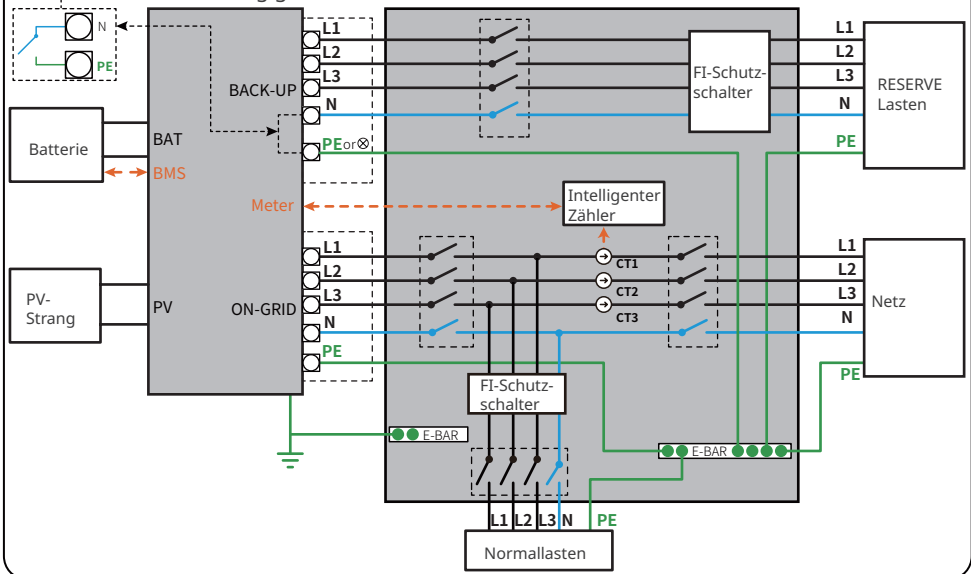 N
PE
L1
L2
L3
N
PE or ⊗
BACK-UP
BAT
BMS
Meter
Batterie
PV-
Strang
PV
ON-GRID
L1
L2
L3
N
PE
FI-Schutz-
schalter
L1
L2
L3
N
PE
RESERVE
Lasten
Intelligenter
Zähler
CT1
CT2
CT3
L1
L2
L3
N
PE
Netz
FI-Schutz-
schalter
E-BAR
E-BAR
L1 L2 L3 N PE
Normallasten